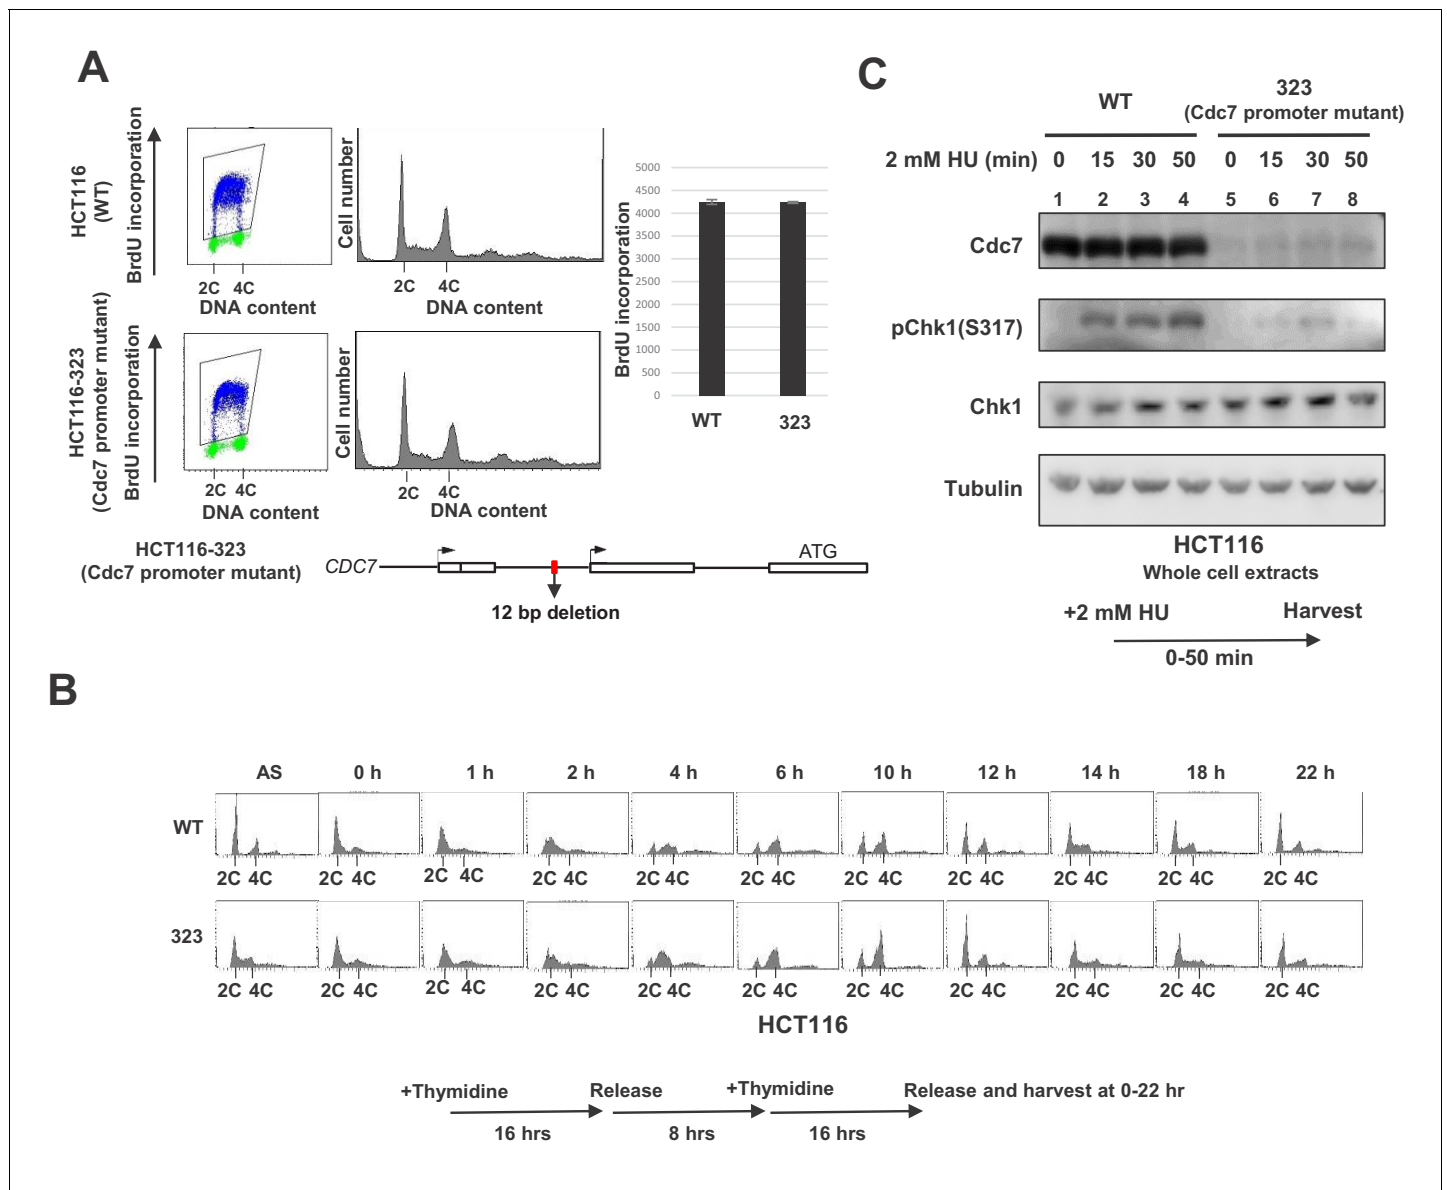 A
HCT116
(WT)
BrdU incorporation
2C 4C
DNA content
Cell number
2C 4C
DNA content
HCT116-323
(Cdc7 promoter mutant)
BrdU incorporation
2C 4C
DNA content
Cell number
2C 4C
DNA content
BrdU incorporation
5000
4500
4000
3500
3000
2500
2000
1500
1000
500
0
WT 323
HCT116-323
(Cdc7 promoter mutant)
CDC7
ATG
12 bp deletion
C
WT
323
(Cdc7 promoter mutant)
2 mM HU (min) 0 15 30 50 0 15 30 50
1 2 3 4 5 6 7 8
Cdc7
pChk1(S317)
Chk1
Tubulin
HCT116
Whole cell extracts
+2 mM HU Harvest
0-50 min
B
AS 0 h 1 h 2 h 4 h 6 h 10 h 12 h 14 h 18 h 22 h
WT
2C 4C 2C 4C 2C 4C 2C 4C 2C 4C 2C 4C 2C 4C 2C 4C 2C 4C 2C 4C 2C 4C
323
2C 4C 2C 4C 2C 4C 2C 4C 2C 4C 2C 4C 2C 4C 2C 4C 2C 4C 2C 4C 2C 4C
HCT116
+Thymidine Release +Thymidine Release and harvest at 0-22 hr
16 hrs 8 hrs 16 hrs